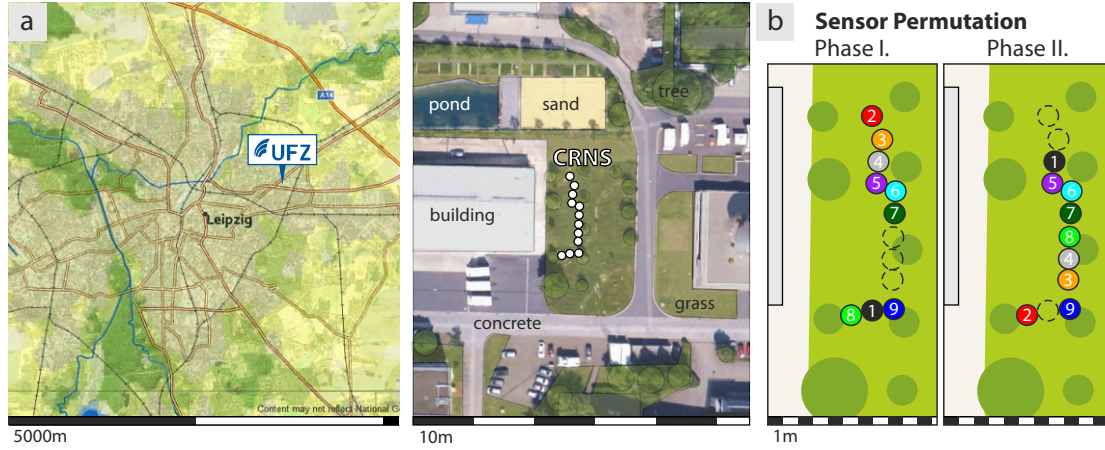 a
A14
UFZ
Leipzig
Content may not reflect National G
5000m
pond
sand
tree
CRNS
building
grass
concrete
10m
b
Sensor Permutation
Phase I.
Phase II.
2
3
4
5
6
7
8
1
9
1
5
6
7
8
4
3
2
9
1m